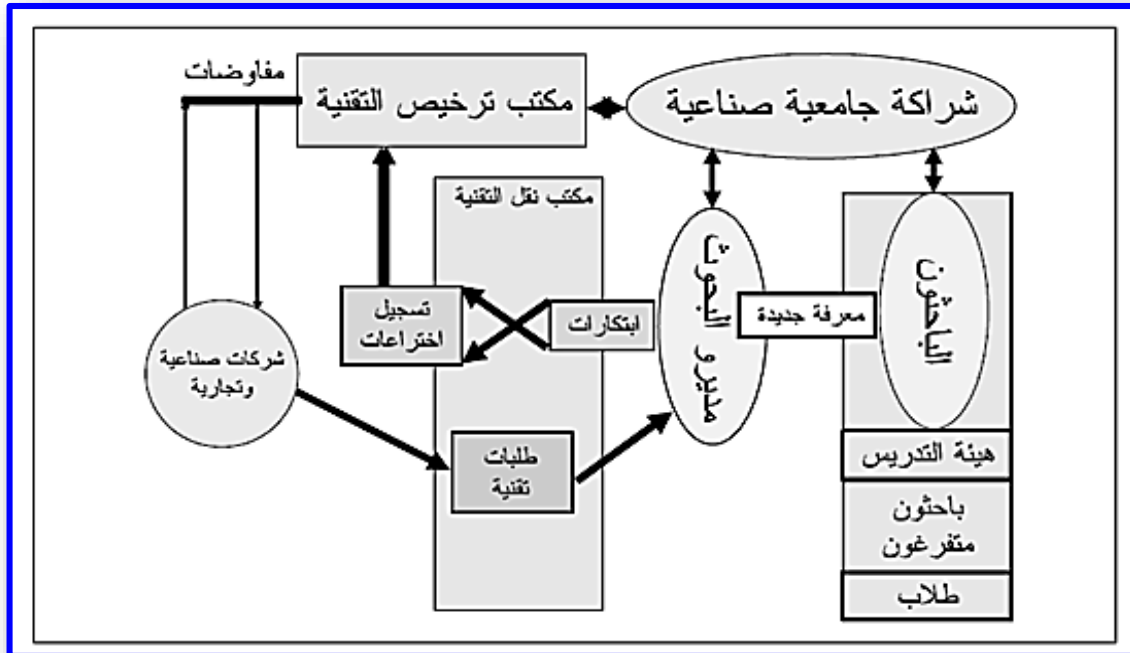 شراكة جامعية صناعية
مكتب ترخيص التقنية
مفاوضات
مكتب نقل التقنية
الباحثون
معرفة جديدة
مديرو البحوث
ابتكارات
تسجيل
اختراعات
شركات صناعية
وتجارية
طلبات
تقنية
هيئة التدريس
باحثون
متفرغون
طلاب